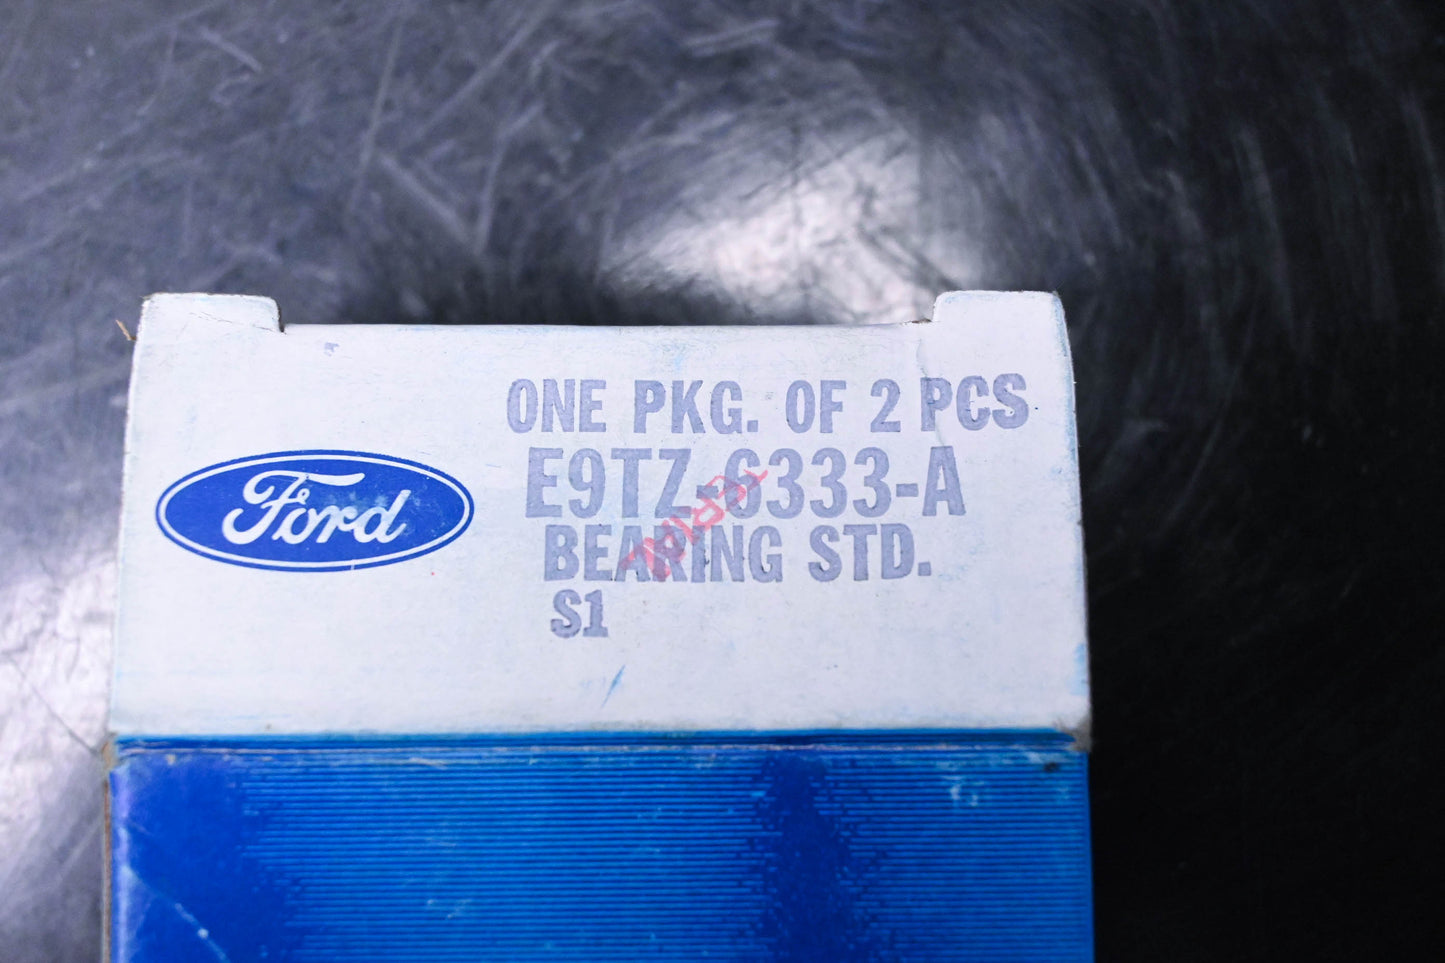 ONE PKG. OF 2 PCS
E9TZ-6333-A
BEARING STD.
S1
Ford